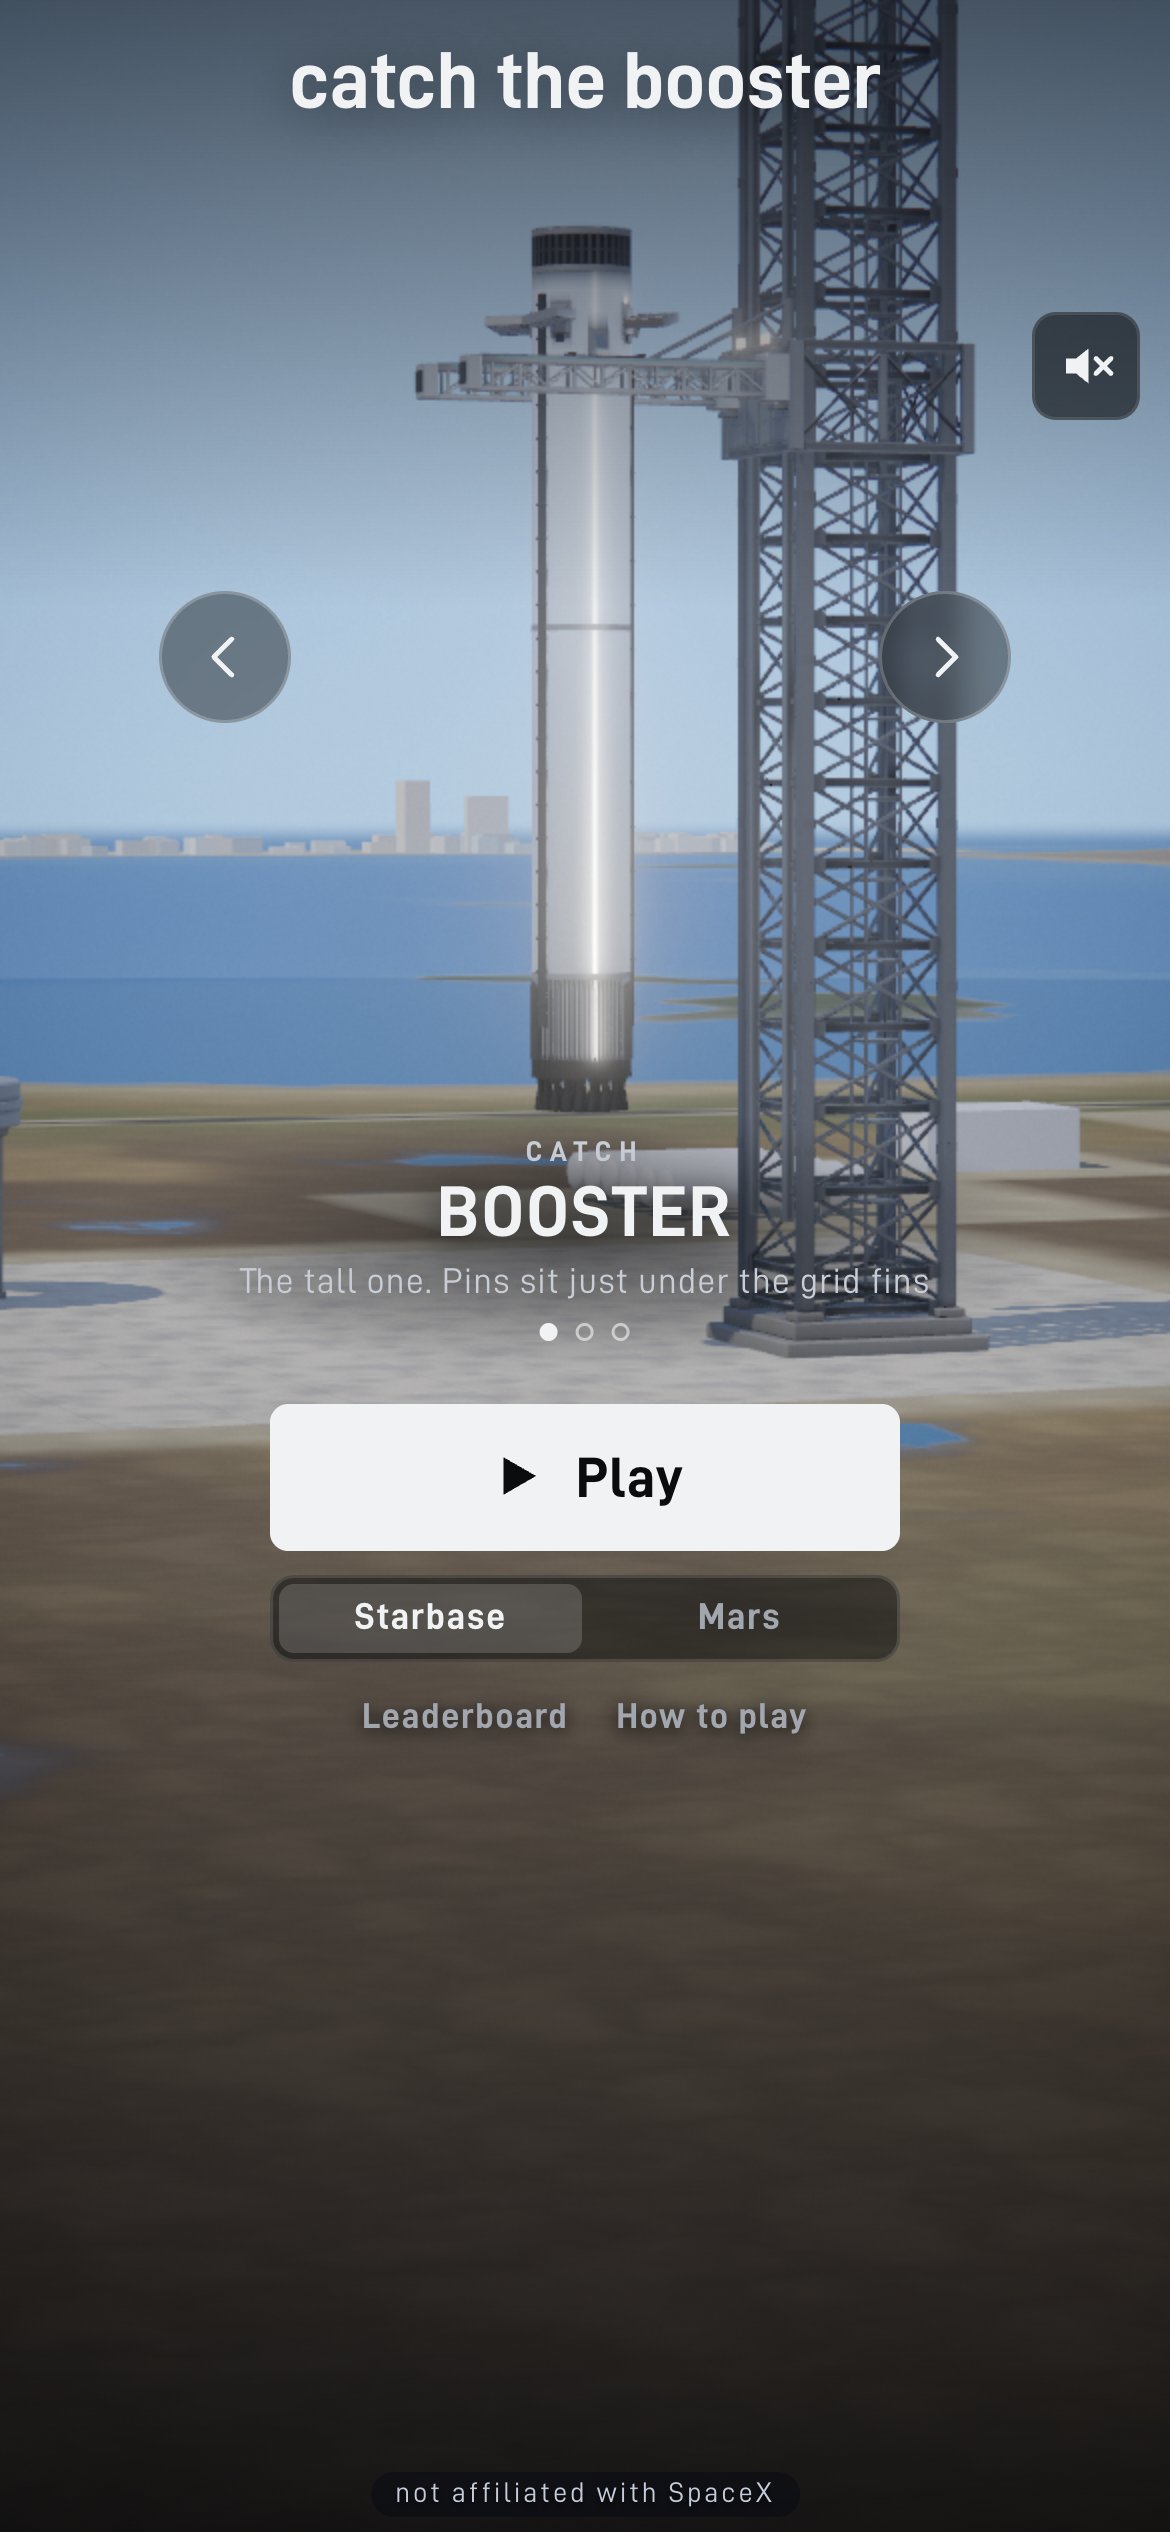 catch the booster
CATCH
BOOSTER
The tall one. Pins sit just under the grid fins
Play
Starbase Mars
Leaderboard How to play
not affiliated with SpaceX